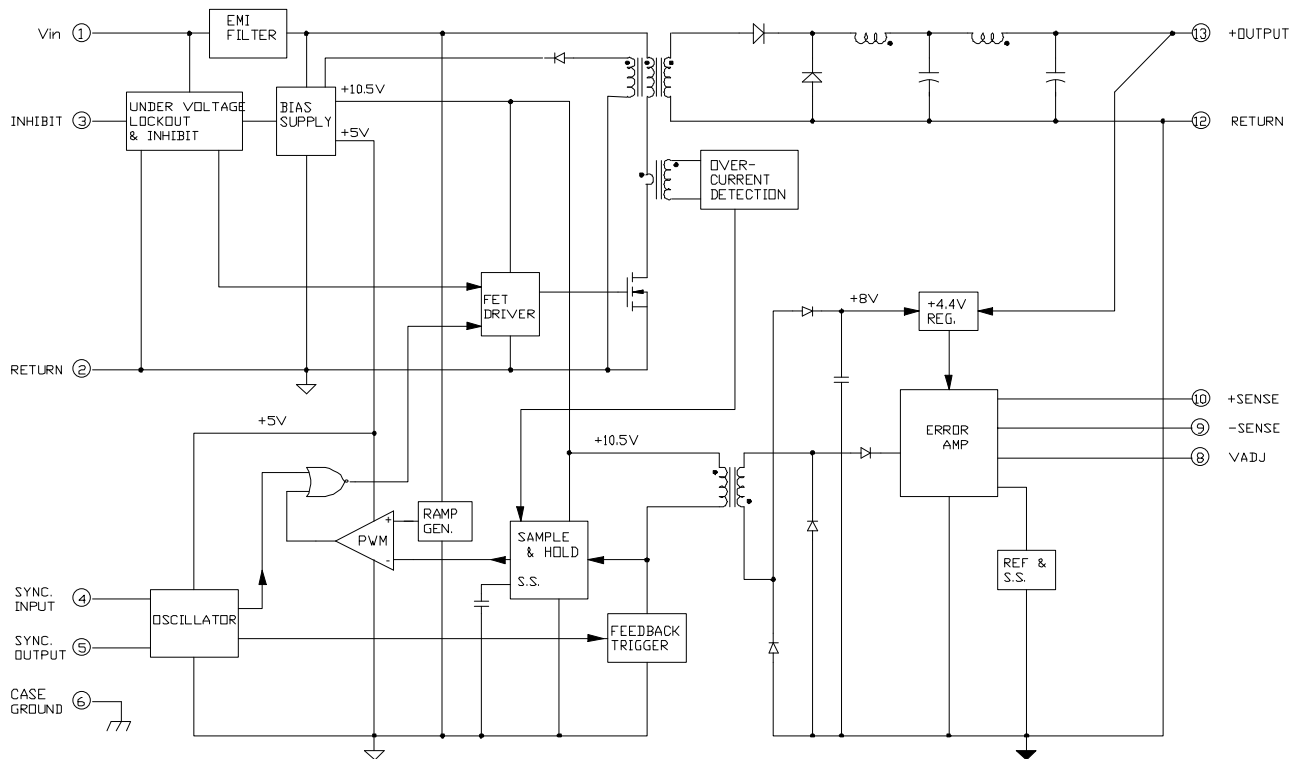 Vin 1
EMI
FILTER
13 +OUTPUT
+10.5V
INHIBIT 3
UNDER VOLTAGE
LOCKOUT
& INHIBIT
BIAS
SUPPLY
+5V
12 RETURN
OVER-
CURRENT
DETECTION
FET
DRIVER
+8V
+4.4V
REG.
RETURN 2
+5V
+10.5V
10 +SENSE
ERROR
AMP
9 -SENSE
8 VADJ
RAMP
GEN.
+
PWM
-
SAMPLE
& HOLD
S.S.
REF &
S.S.
SYNC.
INPUT 4
OSCILLATOR
SYNC.
OUTPUT 5
FEEDBACK
TRIGGER
CASE
GROUND 6